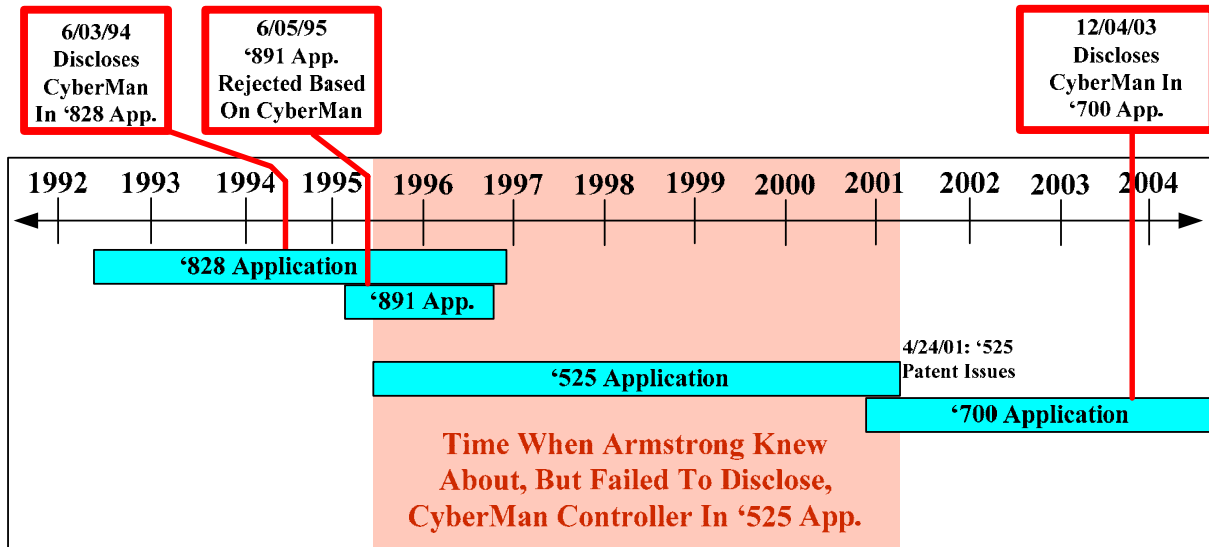 6/03/94
Discloses
CyberMan
In ‘828 App.
6/05/95
‘891 App.
Rejected Based
On CyberMan
12/04/03
Discloses
CyberMan In
‘700 App.
1992 1993 1994 1995 1996 1997 1998 1999 2000 2001 2002 2003 2004
‘828 Application
‘891 App.
4/24/01: ‘525
Patent Issues
‘525 Application
‘700 Application
Time When Armstrong Knew
About, But Failed To Disclose,
CyberMan Controller In ‘525 App.